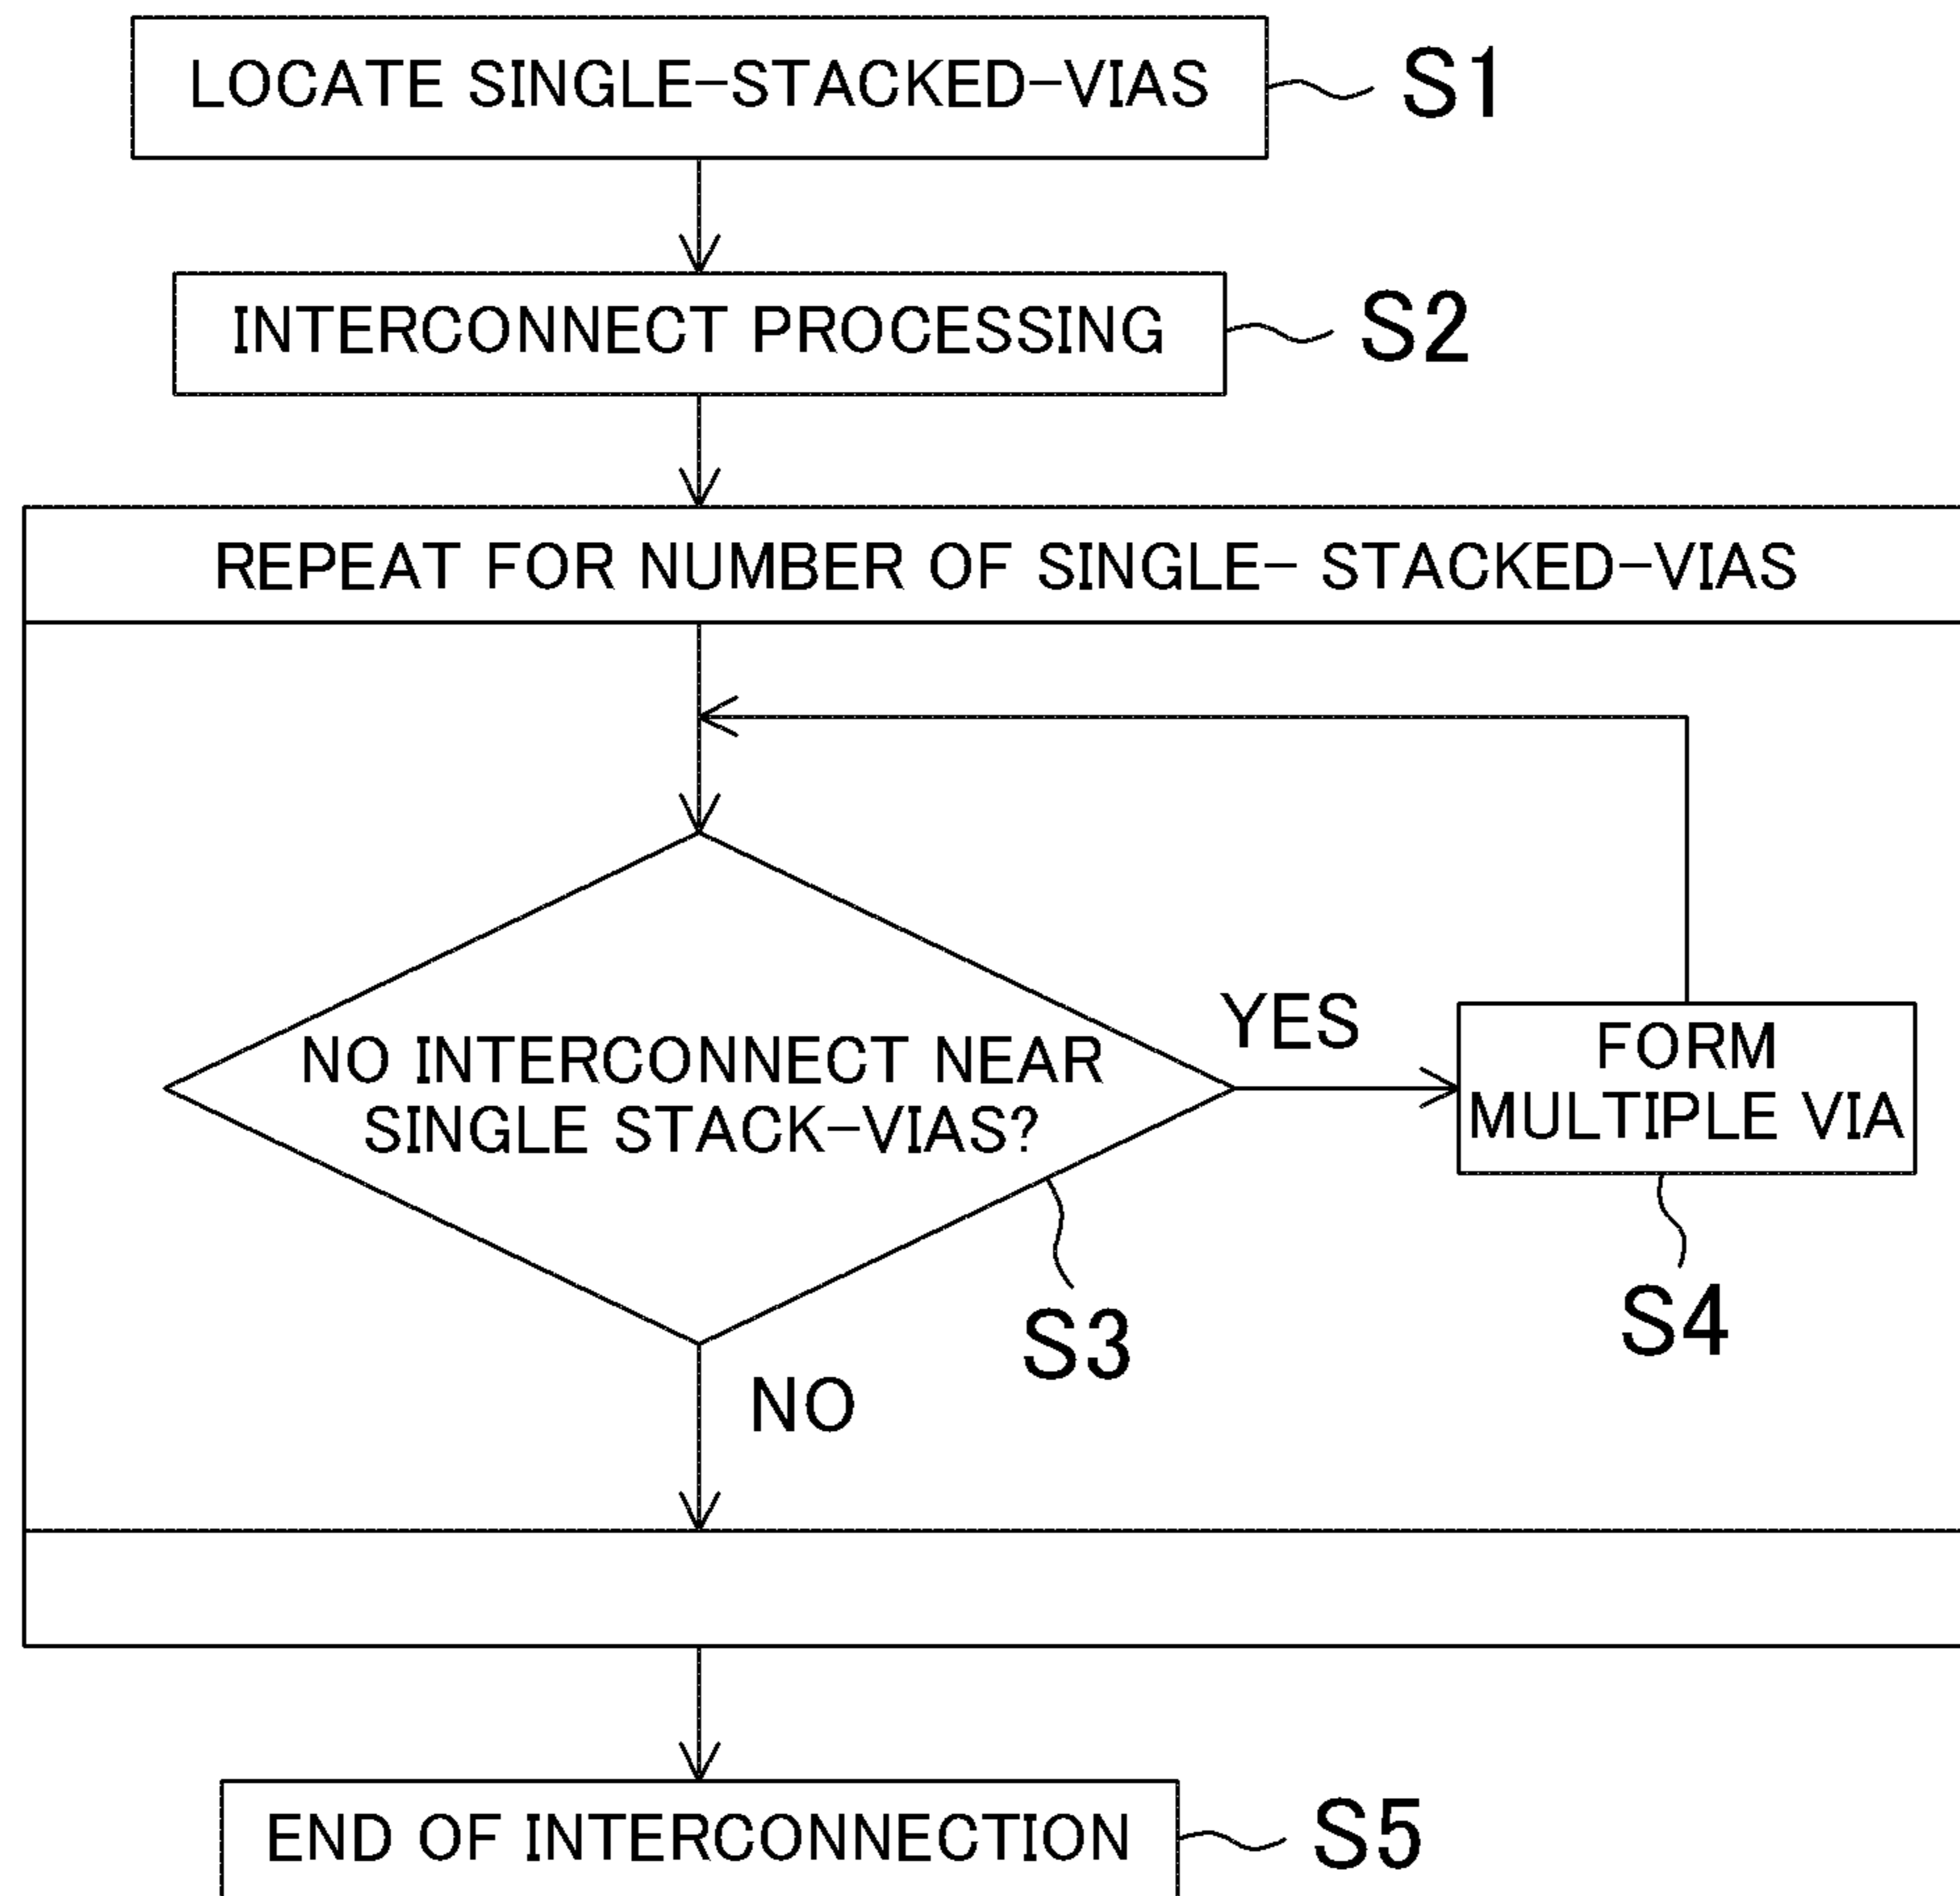 LOCATE SINGLE-STACKED-VIAS
S1
INTERCONNECT PROCESSING
S2
REPEAT FOR NUMBER OF SINGLE- STACKED-VIAS
NO INTERCONNECT NEAR
SINGLE STACK-VIAS?
YES
FORM
MULTIPLE VIA
S3
S4
NO
END OF INTERCONNECTION
S5